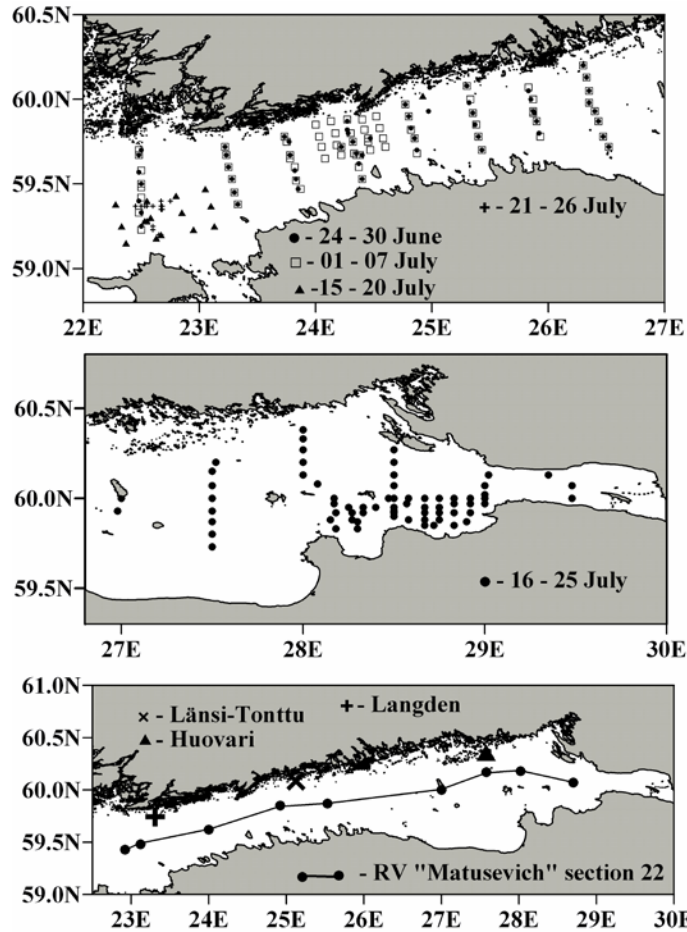 60.5N
60.0N
59.5N
59.0N
+ - 21 - 26 July
● - 24 - 30 June
□ - 01 - 07 July
▲ -15 - 20 July
22E 23E 24E 25E 26E 27E
60.5N
60.0N
59.5N
● - 16 - 25 July
27E 28E 29E 30E
61.0N
60.5N
60.0N
59.5N
59.0N
× - Länsi-Tonttu
+ - Langden
▲ - Huovari
- RV "Matusevich" section 22
23E 24E 25E 26E 27E 28E 29E 30E